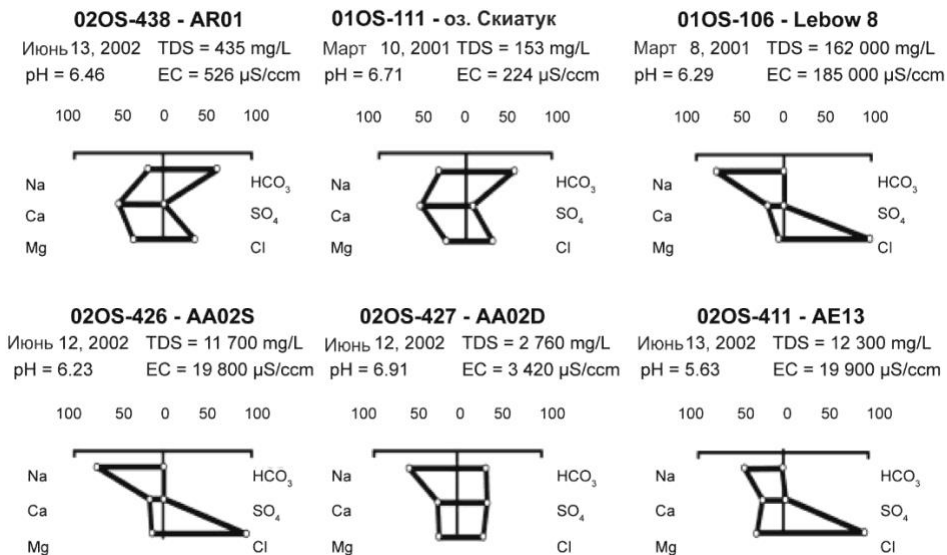 02OS-438 - AR01
Июнь 13, 2002 TDS = 435 mg/L
pH = 6.46 EC = 526 µS/ccm
100 50 0 50 100
Na HCO₃
Ca SO₄
Mg Cl
01OS-111 - оз. Скиатук
Март 10, 2001 TDS = 153 mg/L
pH = 6.71 EC = 224 µS/ccm
100 50 0 50 100
Na HCO₃
Ca SO₄
Mg Cl
01OS-106 - Lebow 8
Март 8, 2001 TDS = 162 000 mg/L
pH = 6.29 EC = 185 000 µS/ccm
100 50 0 50 100
Na HCO₃
Ca SO₄
Mg Cl
02OS-426 - AA02S
Июнь 12, 2002 TDS = 11 700 mg/L
pH = 6.23 EC = 19 800 µS/ccm
100 50 0 50 100
Na HCO₃
Ca SO₄
Mg Cl
02OS-427 - AA02D
Июнь 12, 2002 TDS = 2 760 mg/L
pH = 6.91 EC = 3 420 µS/ccm
100 50 0 50 100
Na HCO₃
Ca SO₄
Mg Cl
02OS-411 - AE13
Июнь 13, 2002 TDS = 12 300 mg/L
pH = 5.63 EC = 19 900 µS/ccm
100 50 0 50 100
Na HCO₃
Ca SO₄
Mg Cl